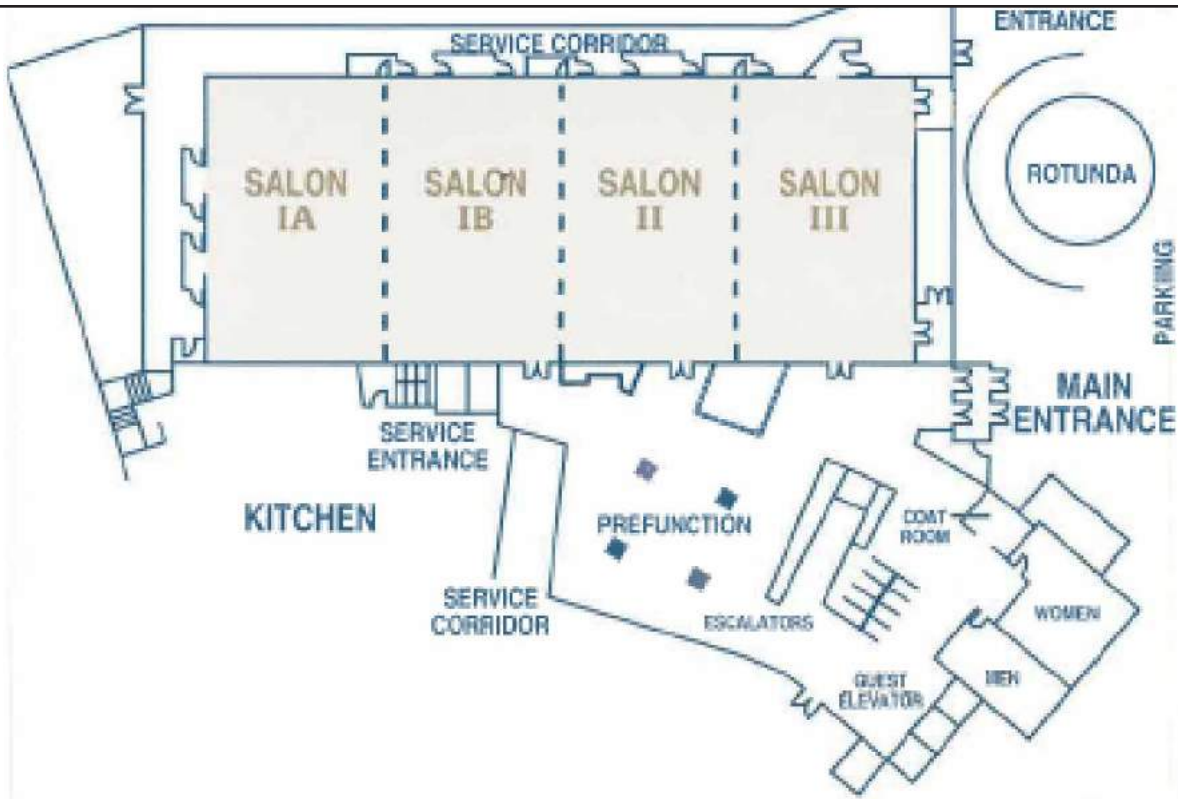 ENTRANCE
SERVICE CORRIDOR
ROTUNDA
SALON
IA
SALON
IB
SALON
II
SALON
III
PARKING
MAIN
ENTRANCE
SERVICE
ENTRANCE
KITCHEN
PREFUNCTION
COAT
ROOM
SERVICE
CORRIDOR
ESCALATORS
WOMEN
MEN
GUEST
ELEVATOR